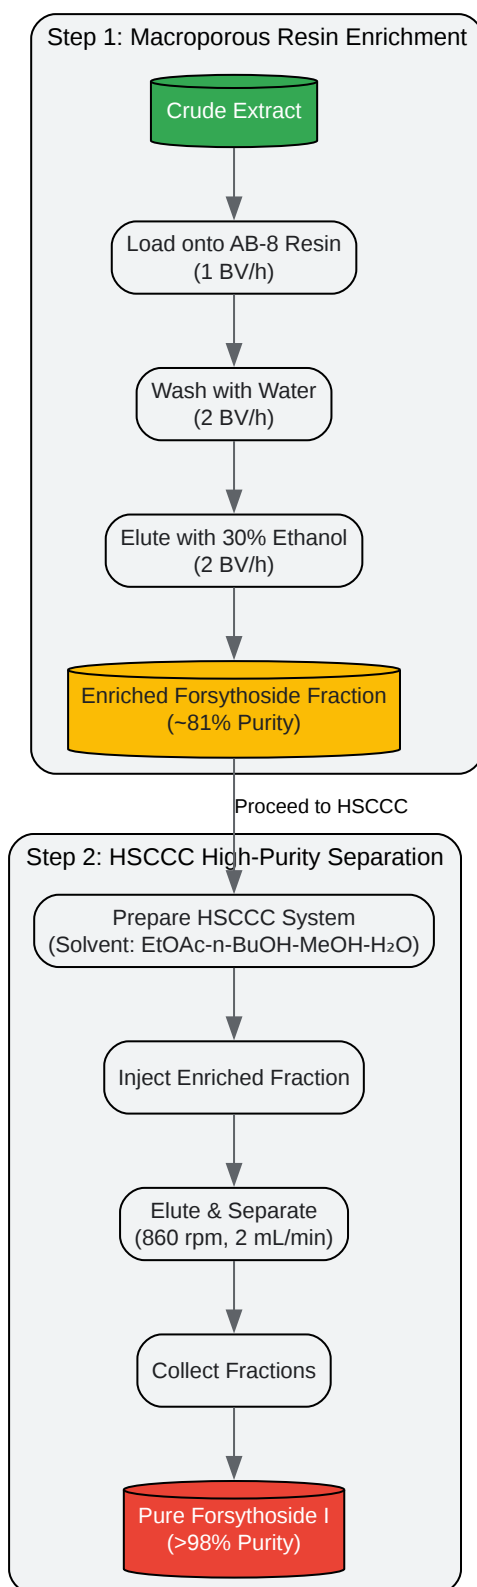 Step 1: Macroporous Resin Enrichment
Crude Extract
Load onto AB-8 Resin
(1 BV/h)
Wash with Water
(2 BV/h)
Elute with 30% Ethanol
(2 BV/h)
Enriched Forsythoside Fraction
(~81% Purity)
Proceed to HSCCC
Step 2: HSCCC High-Purity Separation
Prepare HSCCC System
(Solvent: EtOAc-n-BuOH-MeOH-H₂O)
Inject Enriched Fraction
Elute & Separate
(860 rpm, 2 mL/min)
Collect Fractions
Pure Forsythoside I
(>98% Purity)